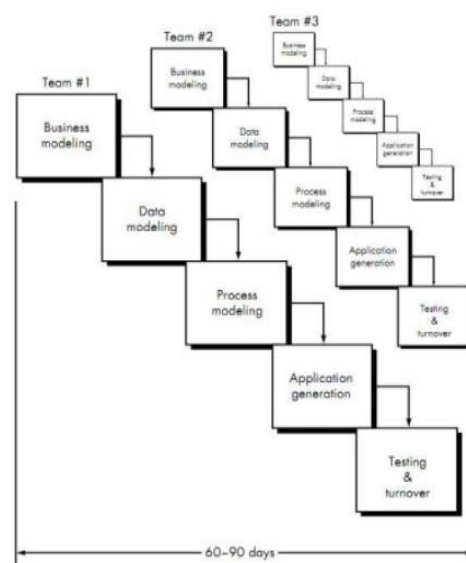 Team #1
Business
modeling
Data
modeling
Process
modeling
Application
generation
Testing
&
turnover
Team #2
Business
modeling
Data
modeling
Process
modeling
Application
generation
Testing
&
turnover
Team #3
Business
modeling
Data
modeling
Process
modeling
Application
generation
Testing
&
turnover
60–90 days